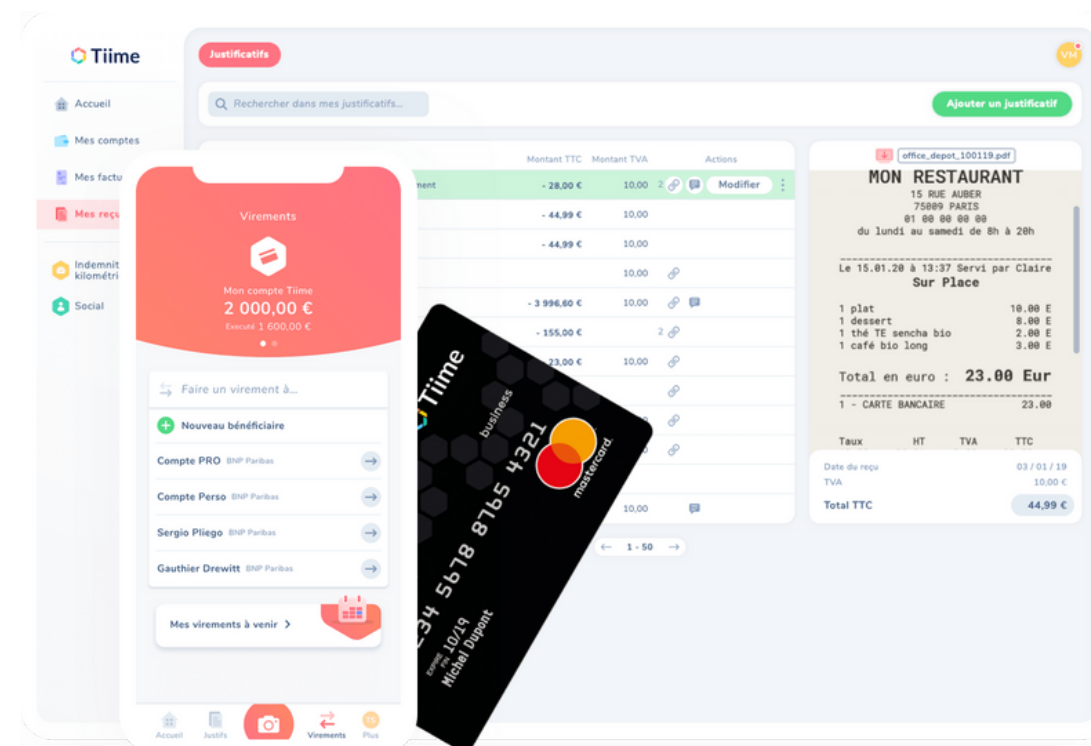 Tiime
Accueil
Mes comptes
Mes reçu
kilométri
Social
Justificatifs
VM
Rechercher dans mes justificatifs...
Ajouter un justificatif
Montant TTC Montant TVA Actions
- 28,00 € 10,00 2 Modifier
- 44,99 € 10,00
- 44,99 € 10,00
10,00
- 3 996,60 € 10,00
- 155,00 € 2
23,00 € 10,00
10,00
← 1 - 50 →
office_depot_100119.pdf
MON RESTAURANT
15 RUE AUBER
75009 PARIS
01 00 00 00 00
du lundi au samedi de 8h à 20h
Le 15.01.20 à 13:37 Servi par Claire
Sur Place
1 plat 10.00 E
1 dessert 8.00 E
1 thé TE sencha bio 2.00 E
1 café bio long 3.00 E
Total en euro : 23.00 Eur
1 - CARTE BANCAIRE 23.00
Taux HT TVA TTC
Date du reçu 03 / 01 / 19
TVA 10,00 €
Total TTC 44,99 €
Virements
Mon compte Tiime
2 000,00 €
Executé 1 600,00 €
Faire un virement à...
Nouveau bénéficiaire
Compte PRO BNP Paribas
Compte Perso BNP Paribas
Sergio Pliego BNP Paribas
Gauthier Drewitt BNP Paribas
Mes virements à venir >
Accueil Justifs Virements Plus
TS
Tiime
business
234 5678 8765 4321
EXPIRE FIN 10/19
Michel Dupont
mastercard.